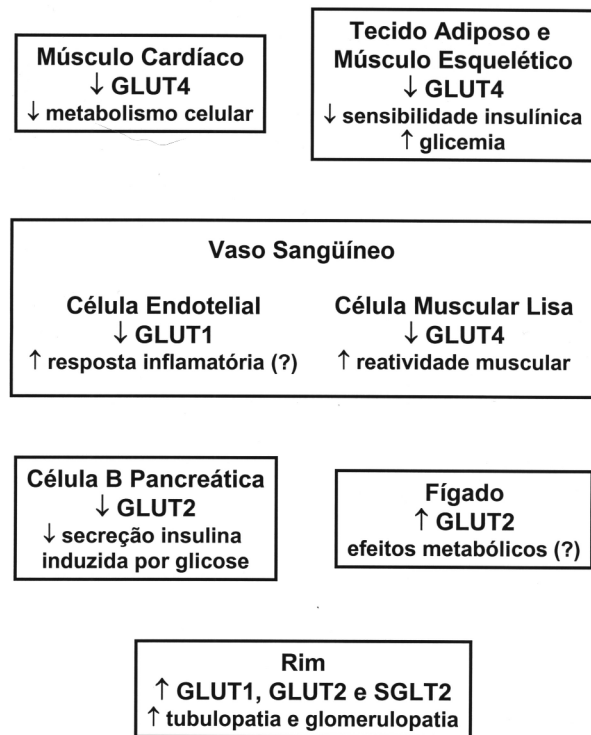 Músculo Cardíaco
↓ GLUT4
↓ metabolismo celular
Tecido Adiposo e
Músculo Esquelético
↓ GLUT4
↓ sensibilidade insulínica
↑ glicemia
Vaso Sangüíneo
Célula Endotelial
↓ GLUT1
↑ resposta inflamatória (?)
Célula Muscular Lisa
↓ GLUT4
↑ reatividade muscular
Célula B Pancreática
↓ GLUT2
↓ secreção insulina
induzida por glicose
Fígado
↑ GLUT2
efeitos metabólicos (?)
Rim
↑ GLUT1, GLUT2 e SGLT2
↑ tubulopatia e glomerulopatia